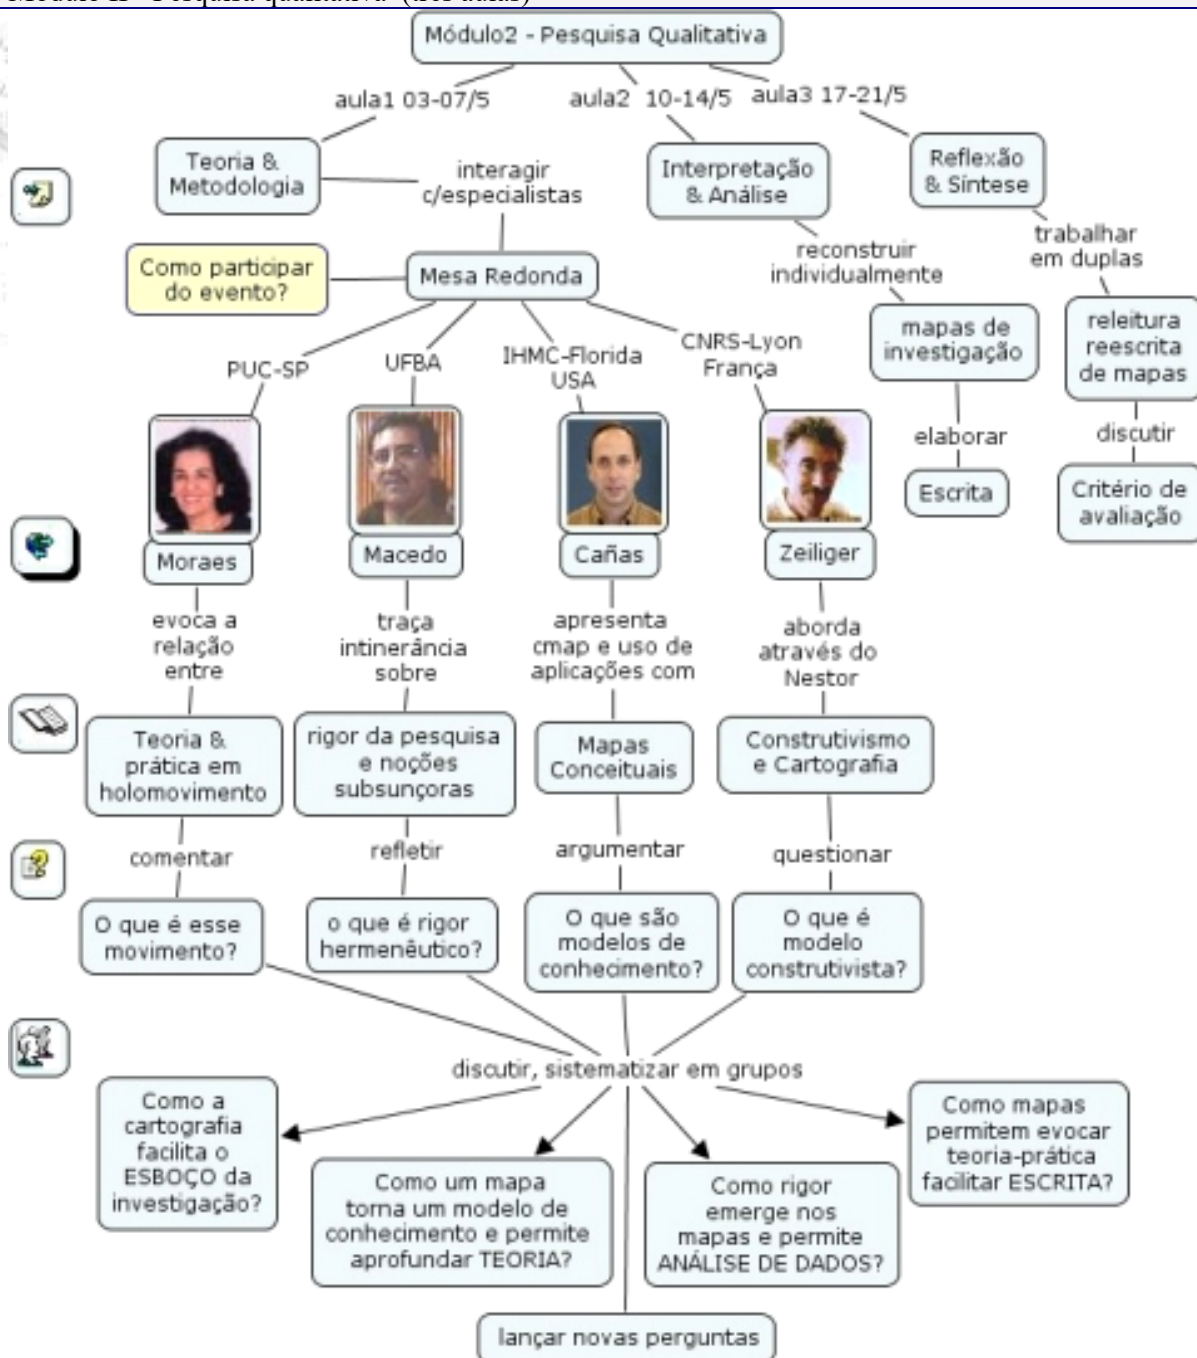 Módulo2 - Pesquisa Qualitativa
aula1 03-07/5
aula2 10-14/5
aula3 17-21/5
Teoria &
Metodologia
interagir
c/especialistas
Interpretação
& Análise
Reflexão
& Síntese
Como participar
do evento?
Mesa Redonda
reconstruir
individualmente
trabalhar
em duplas
mapas de
investigação
releitura
reescrita
de mapas
PUC-SP
UFBA
IHMC-Florida
USA
CNRS-Lyon
França
elaborar
discutir
Escrita
Critério de
avaliação
Moraes
Macedo
Cañas
Zeiliger
evoca a
relação
entre
traça
intinerância
sobre
apresenta
cmap e uso de
aplicações com
aborda
através do
Nestor
Teoria &
prática em
holomovimento
rigor da pesquisa
e noções
subsunçoras
Mapas
Conceituais
Construtivismo
e Cartografia
comentar
refletir
argumentar
questionar
O que é esse
movimento?
o que é rigor
hermenêutico?
O que são
modelos de
conhecimento?
O que é
modelo
construtivista?
discutir, sistematizar em grupos
Como a
cartografia
facilita o
ESBOÇO da
investigação?
Como um mapa
torna um modelo de
conhecimento e permite
aprofundar TEORIA?
Como rigor
emerge nos
mapas e permite
ANÁLISE DE DADOS?
Como mapas
permitem evocar
teoria-prática
facilitar ESCRITA?
lançar novas perguntas